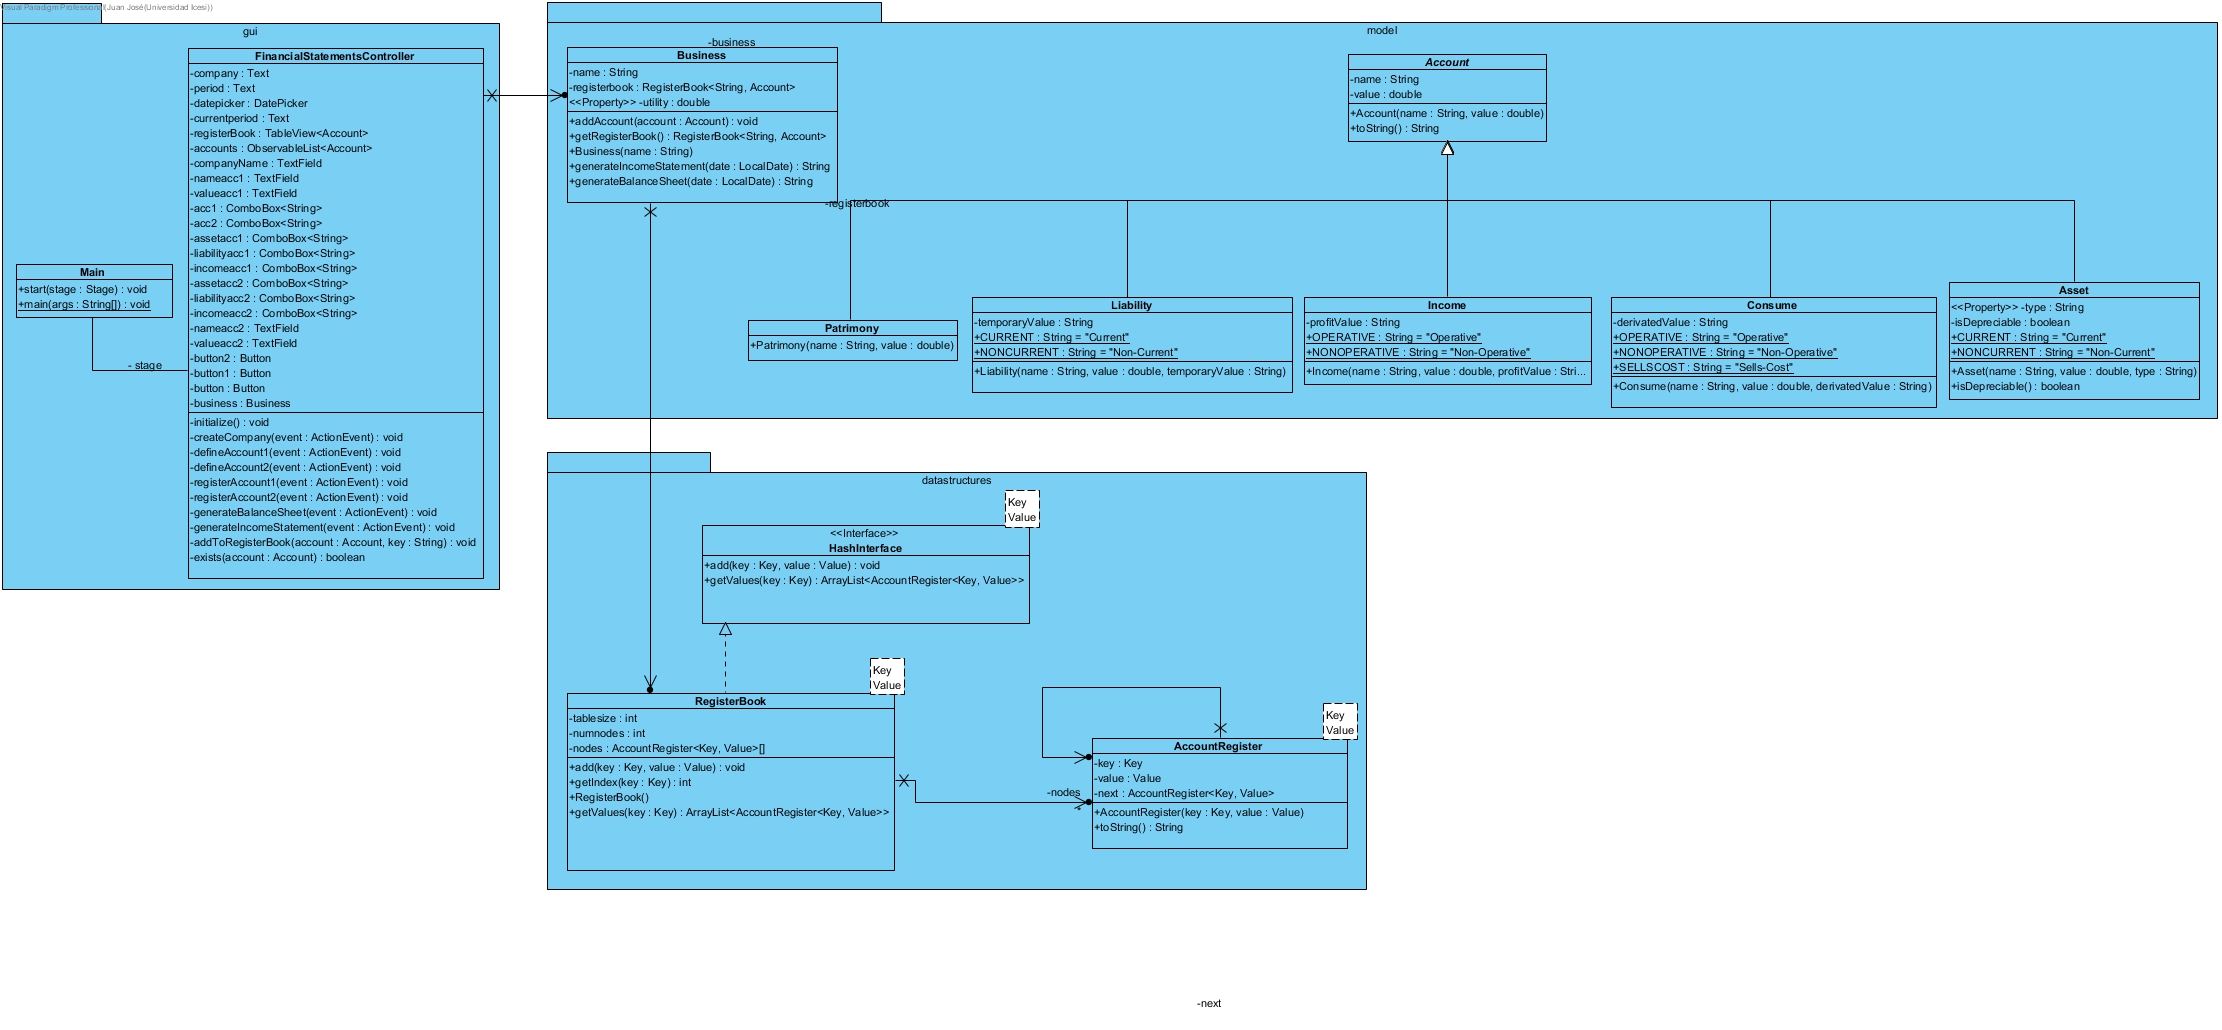 Visual Paradigm Professional(Juan José(Universidad Icesi))
gui
FinancialStatementsController
-company : Text
-period : Text
-datepicker : DatePicker
-currentperiod : Text
-registerBook : TableView<Account>
-accounts : ObservableList<Account>
-companyName : TextField
-nameacc1 : TextField
-valueacc1 : TextField
-acc1 : ComboBox<String>
-acc2 : ComboBox<String>
-assetacc1 : ComboBox<String>
-liabilityacc1 : ComboBox<String>
-incomeacc1 : ComboBox<String>
-assetacc2 : ComboBox<String>
-liabilityacc2 : ComboBox<String>
-incomeacc2 : ComboBox<String>
-nameacc2 : TextField
-valueacc2 : TextField
-button2 : Button
-button1 : Button
-button : Button
-business : Business
-initialize() : void
-createCompany(event : ActionEvent) : void
-defineAccount1(event : ActionEvent) : void
-defineAccount2(event : ActionEvent) : void
-registerAccount1(event : ActionEvent) : void
-registerAccount2(event : ActionEvent) : void
-generateBalanceSheet(event : ActionEvent) : void
-generateIncomeStatement(event : ActionEvent) : void
-addToRegisterBook(account : Account, key : String) : void
-exists(account : Account) : boolean
Main
+start(stage : Stage) : void
+main(args : String[]) : void
- stage
model
-business
Business
-name : String
-registerbook : RegisterBook<String, Account>
<<Property>> -utility : double
+addAccount(account : Account) : void
+getRegisterBook() : RegisterBook<String, Account>
+Business(name : String)
+generateIncomeStatement(date : LocalDate) : String
+generateBalanceSheet(date : LocalDate) : String
-registerbook
Account
-name : String
-value : double
+Account(name : String, value : double)
+toString() : String
Patrimony
+Patrimony(name : String, value : double)
Liability
-temporaryValue : String
+CURRENT : String = "Current"
+NONCURRENT : String = "Non-Current"
+Liability(name : String, value : double, temporaryValue : String)
Income
-profitValue : String
+OPERATIVE : String = "Operative"
+NONOPERATIVE : String = "Non-Operative"
+Income(name : String, value : double, profitValue : Stri...
Consume
-derivatedValue : String
+OPERATIVE : String = "Operative"
+NONOPERATIVE : String = "Non-Operative"
+SELLSCOST : String = "Sells-Cost"
+Consume(name : String, value : double, derivatedValue : String)
Asset
<<Property>> -type : String
-isDepreciable : boolean
+CURRENT : String = "Current"
+NONCURRENT : String = "Non-Current"
+Asset(name : String, value : double, type : String)
+isDepreciable() : boolean
datastructures
Key
Value
<<Interface>>
HashInterface
+add(key : Key, value : Value) : void
+getValues(key : Key) : ArrayList<AccountRegister<Key, Value>>
Key
Value
RegisterBook
-tablesize : int
-numnodes : int
-nodes : AccountRegister<Key, Value>[]
+add(key : Key, value : Value) : void
+getIndex(key : Key) : int
+RegisterBook()
+getValues(key : Key) : ArrayList<AccountRegister<Key, Value>>
-nodes
*
Key
Value
AccountRegister
-key : Key
-value : Value
-next : AccountRegister<Key, Value>
+AccountRegister(key : Key, value : Value)
+toString() : String
-next